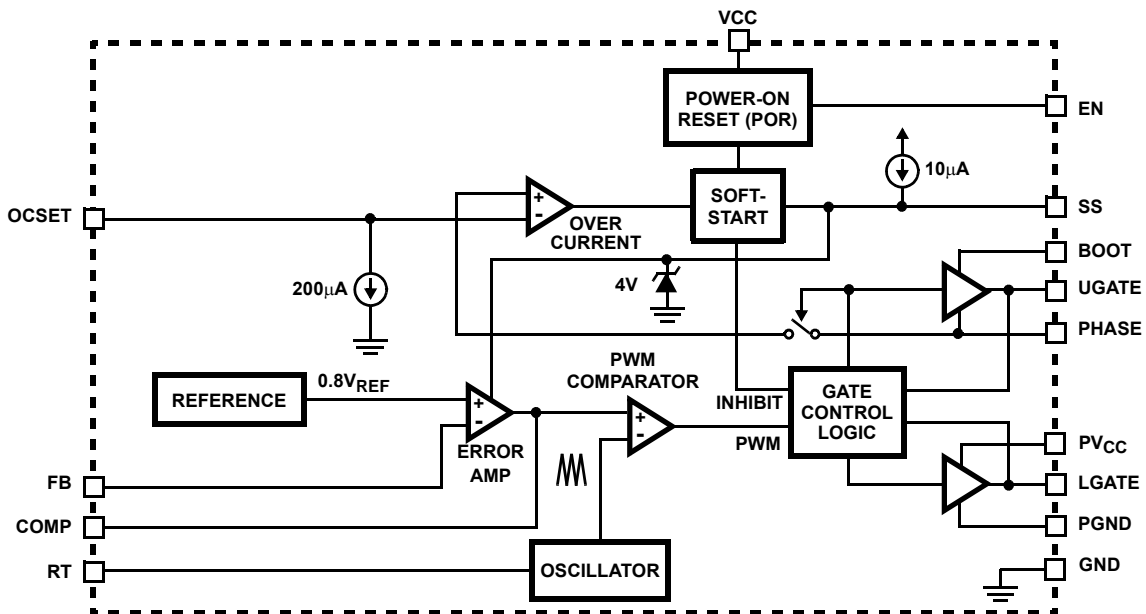 VCC
POWER-ON
RESET (POR)
EN
10μA
OCSET
+
-
OVER
CURRENT
SOFT-
START
SS
BOOT
200μA
4V
UGATE
PHASE
REFERENCE
0.8VREF
+
-
ERROR
AMP
PWM
COMPARATOR
+
-
INHIBIT
PWM
GATE
CONTROL
LOGIC
PVCC
FB
LGATE
COMP
PGND
RT
OSCILLATOR
GND